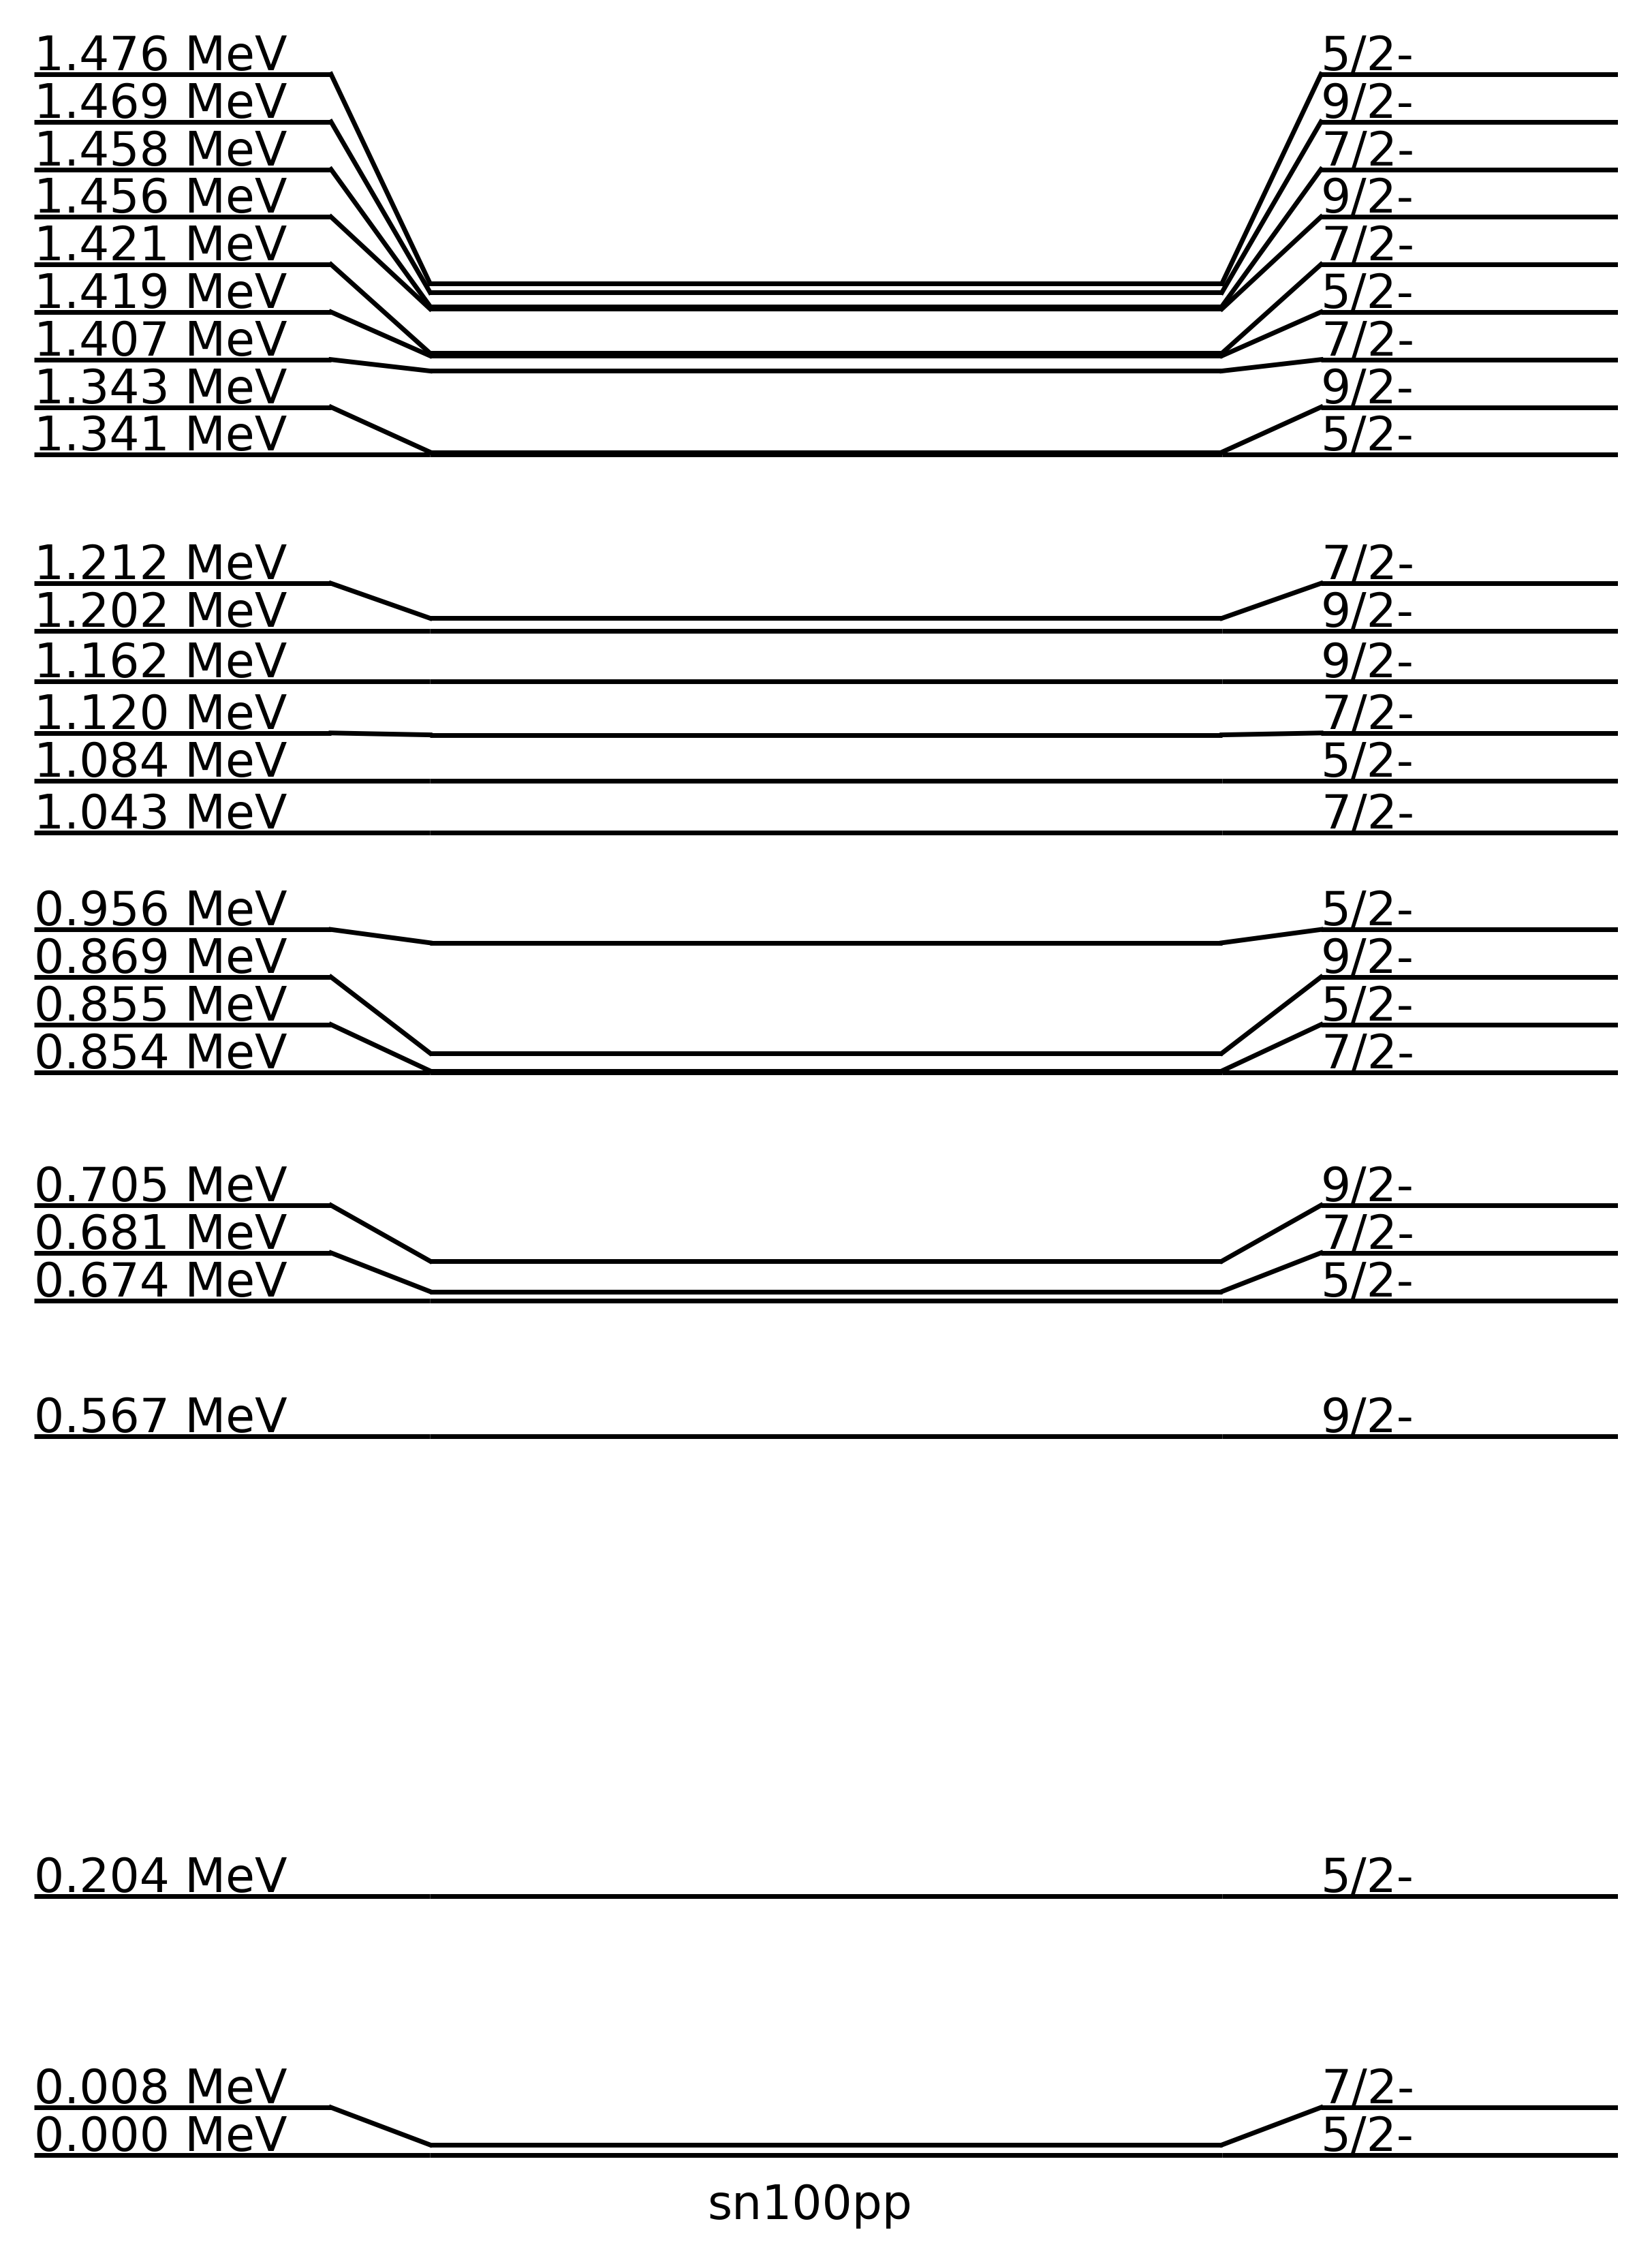 1.476 MeV 5/2-
1.469 MeV 9/2-
1.458 MeV 7/2-
1.456 MeV 9/2-
1.421 MeV 7/2-
1.419 MeV 5/2-
1.407 MeV 7/2-
1.343 MeV 9/2-
1.341 MeV 5/2-
1.212 MeV 7/2-
1.202 MeV 9/2-
1.162 MeV 9/2-
1.120 MeV 7/2-
1.084 MeV 5/2-
1.043 MeV 7/2-
0.956 MeV 5/2-
0.869 MeV 9/2-
0.855 MeV 5/2-
0.854 MeV 7/2-
0.705 MeV 9/2-
0.681 MeV 7/2-
0.674 MeV 5/2-
0.567 MeV 9/2-
0.204 MeV 5/2-
0.008 MeV 7/2-
0.000 MeV 5/2-
sn100pp